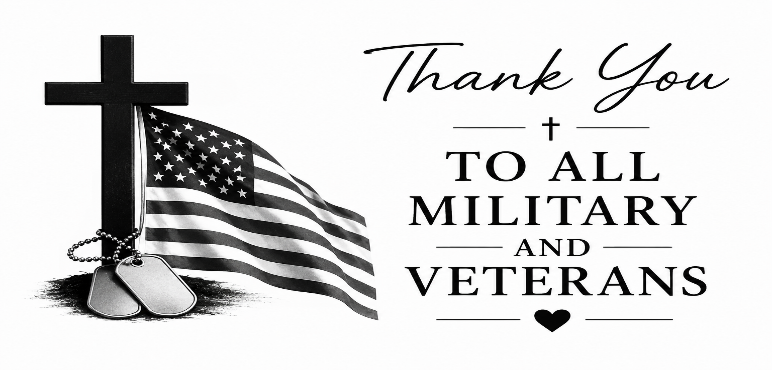 Thank You
TO ALL
MILITARY
AND
VETERANS